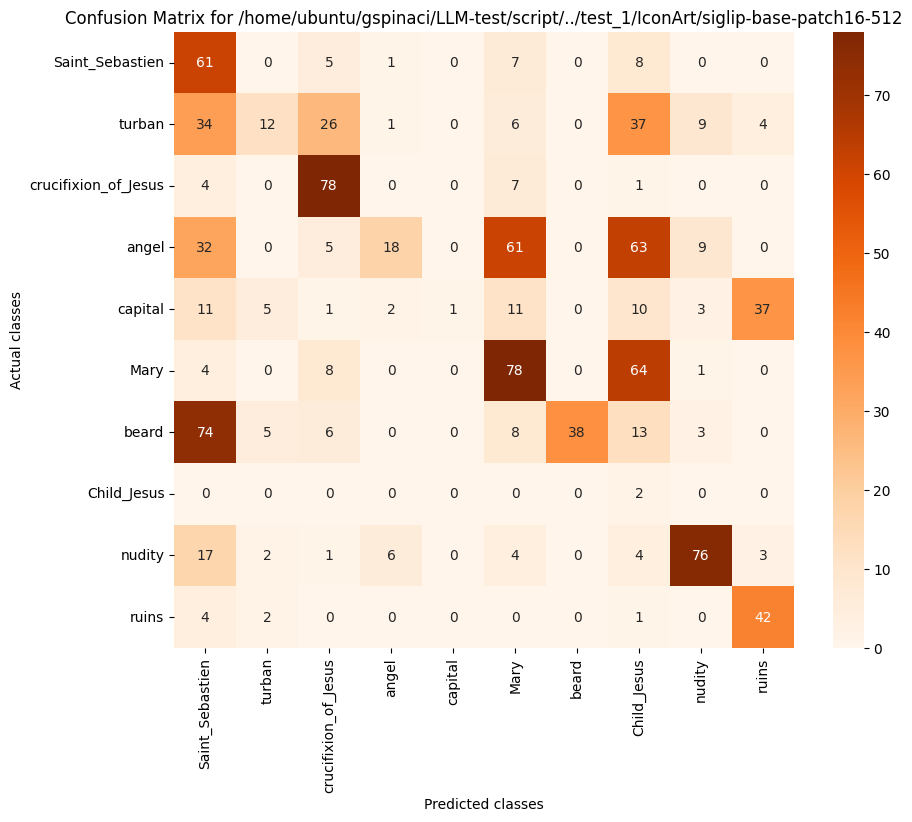 Confusion Matrix for /home/ubuntu/gspinaci/LLM-test/script/../test_1/IconArt/siglip-base-patch16-512
Saint_Sebastien 61 0 5 1 0 7 0 8 0 0
turban 34 12 26 1 0 6 0 37 9 4
crucifixion_of_Jesus 4 0 78 0 0 7 0 1 0 0
angel 32 0 5 18 0 61 0 63 9 0
capital 11 5 1 2 1 11 0 10 3 37
Mary 4 0 8 0 0 78 0 64 1 0
beard 74 5 6 0 0 8 38 13 3 0
Child_Jesus 0 0 0 0 0 0 0 2 0 0
nudity 17 2 1 6 0 4 0 4 76 3
ruins 4 2 0 0 0 0 0 1 0 42
Saint_Sebastien turban crucifixion_of_Jesus angel capital Mary beard Child_Jesus nudity ruins
Predicted classes
Actual classes
70
60
50
40
30
20
10
0